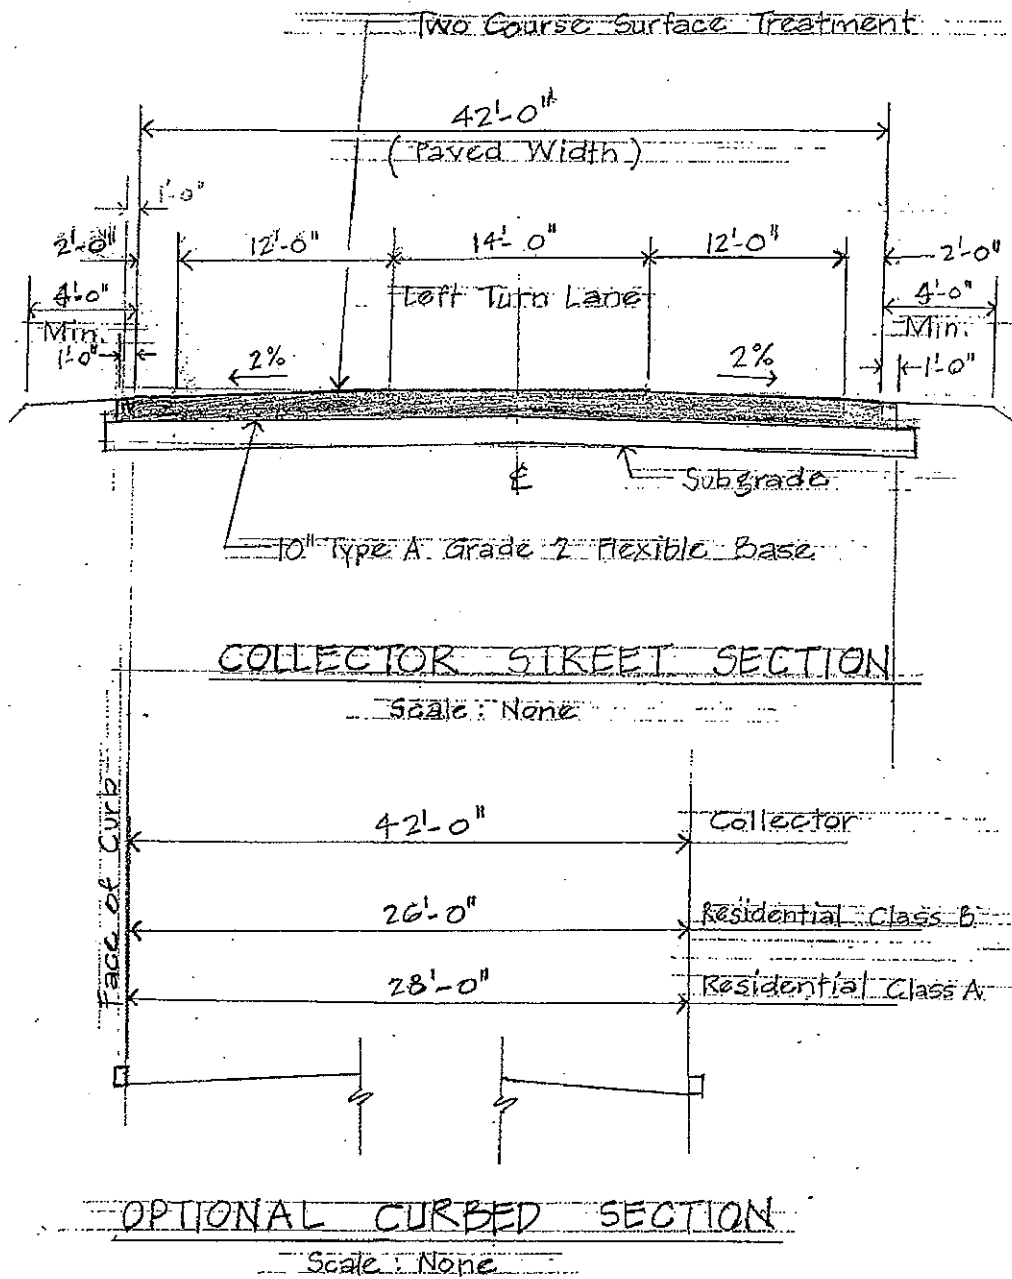 Two Course Surface Treatment
42'-0"
(Paved Width)
1'-0"
2'-0" 12'-0" 14'-0" 12'-0" 2'-0"
4'-0" Left Turn Lane 4'-0"
Min. Min.
1'-0" 2% 2% 1'-0"
℄ Subgrade
10" Type A Grade 2 Flexible Base
COLLECTOR STREET SECTION
Scale: None
Face of Curb
42'-0" Collector
26'-0" Residential Class B
28'-0" Residential Class A
OPTIONAL CURBED SECTION
Scale: None